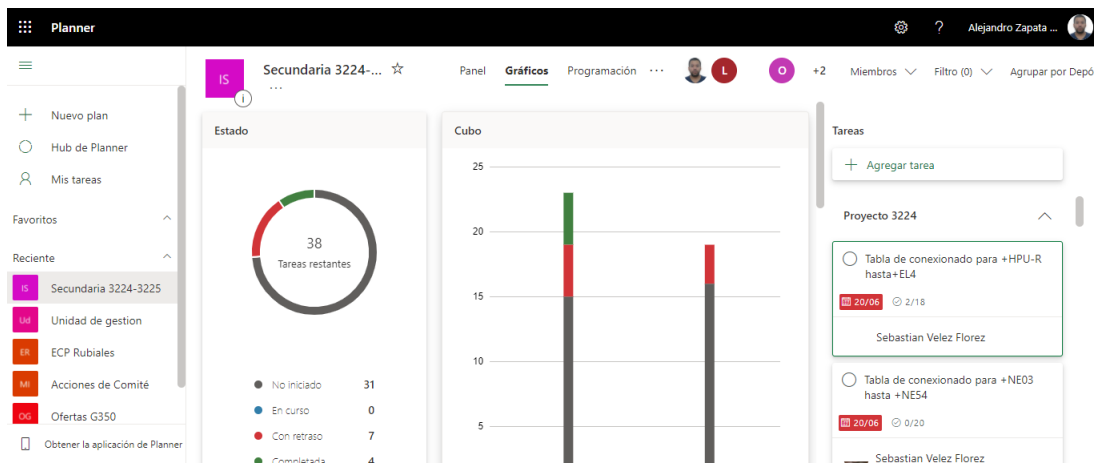 Planner
?
Alejandro Zapata ...
IS
i
Secundaria 3224-... ☆
...
Panel
Gráficos
Programación ...
L
O
+2
Miembros
Filtro (0)
Agrupar por Depó
Nuevo plan
Hub de Planner
Mis tareas
Favoritos
Reciente
IS Secundaria 3224-3225
Ud Unidad de gestion
ER ECP Rubiales
MI Acciones de Comité
OG Ofertas G350
Obtener la aplicación de Planner
Estado
38
Tareas restantes
No iniciado 31
En curso 0
Con retraso 7
Completada 4
Cubo
25
20
15
10
5
Tareas
+ Agregar tarea
Proyecto 3224
Tabla de conexionado para +HPU-R
hasta+EL4
20/06 2/18
Sebastian Velez Florez
Tabla de conexionado para +NE03
hasta +NE54
20/06 0/20
Sebastian Velez Florez